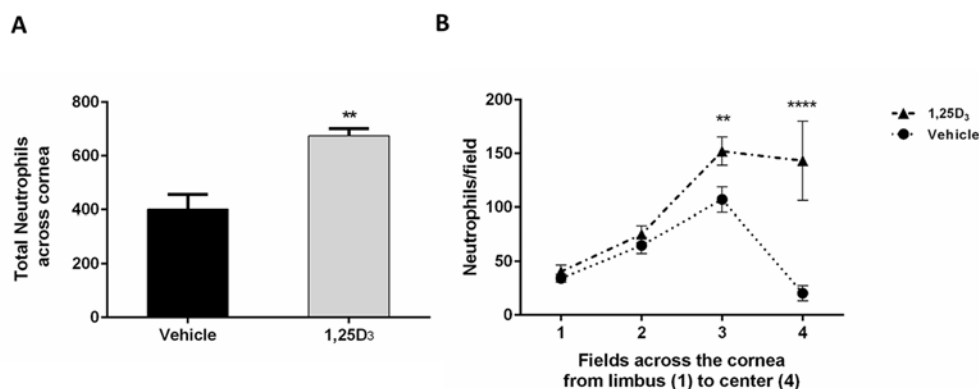 A
Total Neutrophils
across cornea
800
600
400
200
0
**
Vehicle
1,25D₃
B
Neutrophils/field
200
150
100
50
0
**
****
1
2
3
4
Fields across the cornea
from limbus (1) to center (4)
1,25D₃
Vehicle